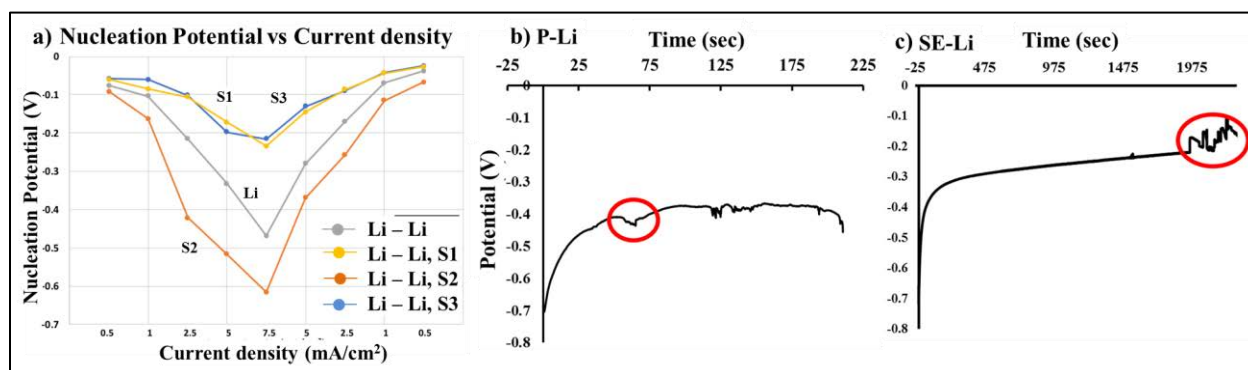 a) Nucleation Potential vs Current density
0
-0.1
-0.2
-0.3
-0.4
-0.5
-0.6
-0.7
Nucleation Potential (V)
S1
S3
Li
S2
Li – Li
Li – Li, S1
Li – Li, S2
Li – Li, S3
0.5 1 2.5 5 7.5 5 2.5 1 0.5
Current density (mA/cm²)
b) P-Li Time (sec)
-25 25 75 125 175 225
0
-0.1
-0.2
-0.3
-0.4
-0.5
-0.6
-0.7
-0.8
Potential (V)
c) SE-Li Time (sec)
-25 475 975 1475 1975
0
-0.1
-0.2
-0.3
-0.4
-0.5
-0.6
-0.7
-0.8